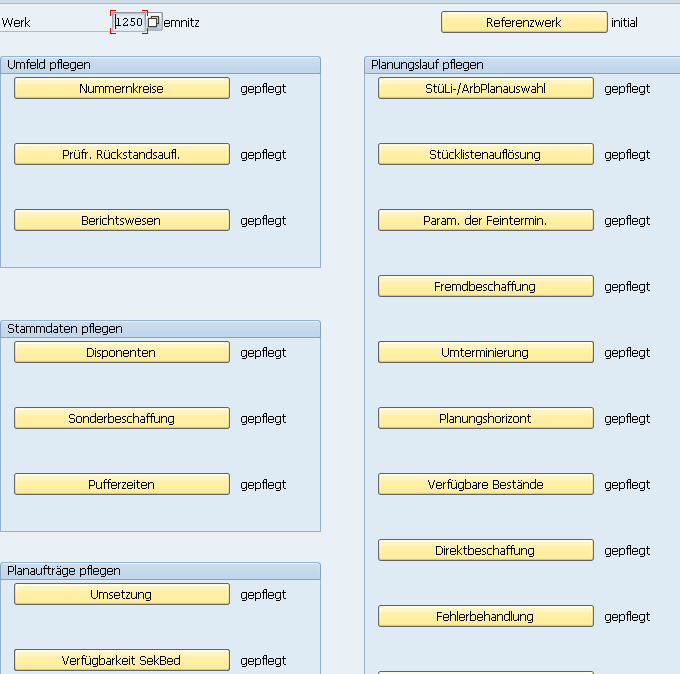 Werk 1250 emnitz Referenzwerk initial
Umfeld pflegen
Nummernkreise gepflegt
Prüfr. Rückstandsaufl. gepflegt
Berichtswesen gepflegt
Stammdaten pflegen
Disponenten gepflegt
Sonderbeschaffung gepflegt
Pufferzeiten gepflegt
Planaufträge pflegen
Umsetzung gepflegt
Verfügbarkeit SekBed gepflegt
Planungslauf pflegen
StüLi-/ArbPlanauswahl gepflegt
Stücklistenauflösung gepflegt
Param. der Feintermin. gepflegt
Fremdbeschaffung gepflegt
Umterminierung gepflegt
Planungshorizont gepflegt
Verfügbare Bestände gepflegt
Direktbeschaffung gepflegt
Fehlerbehandlung gepflegt